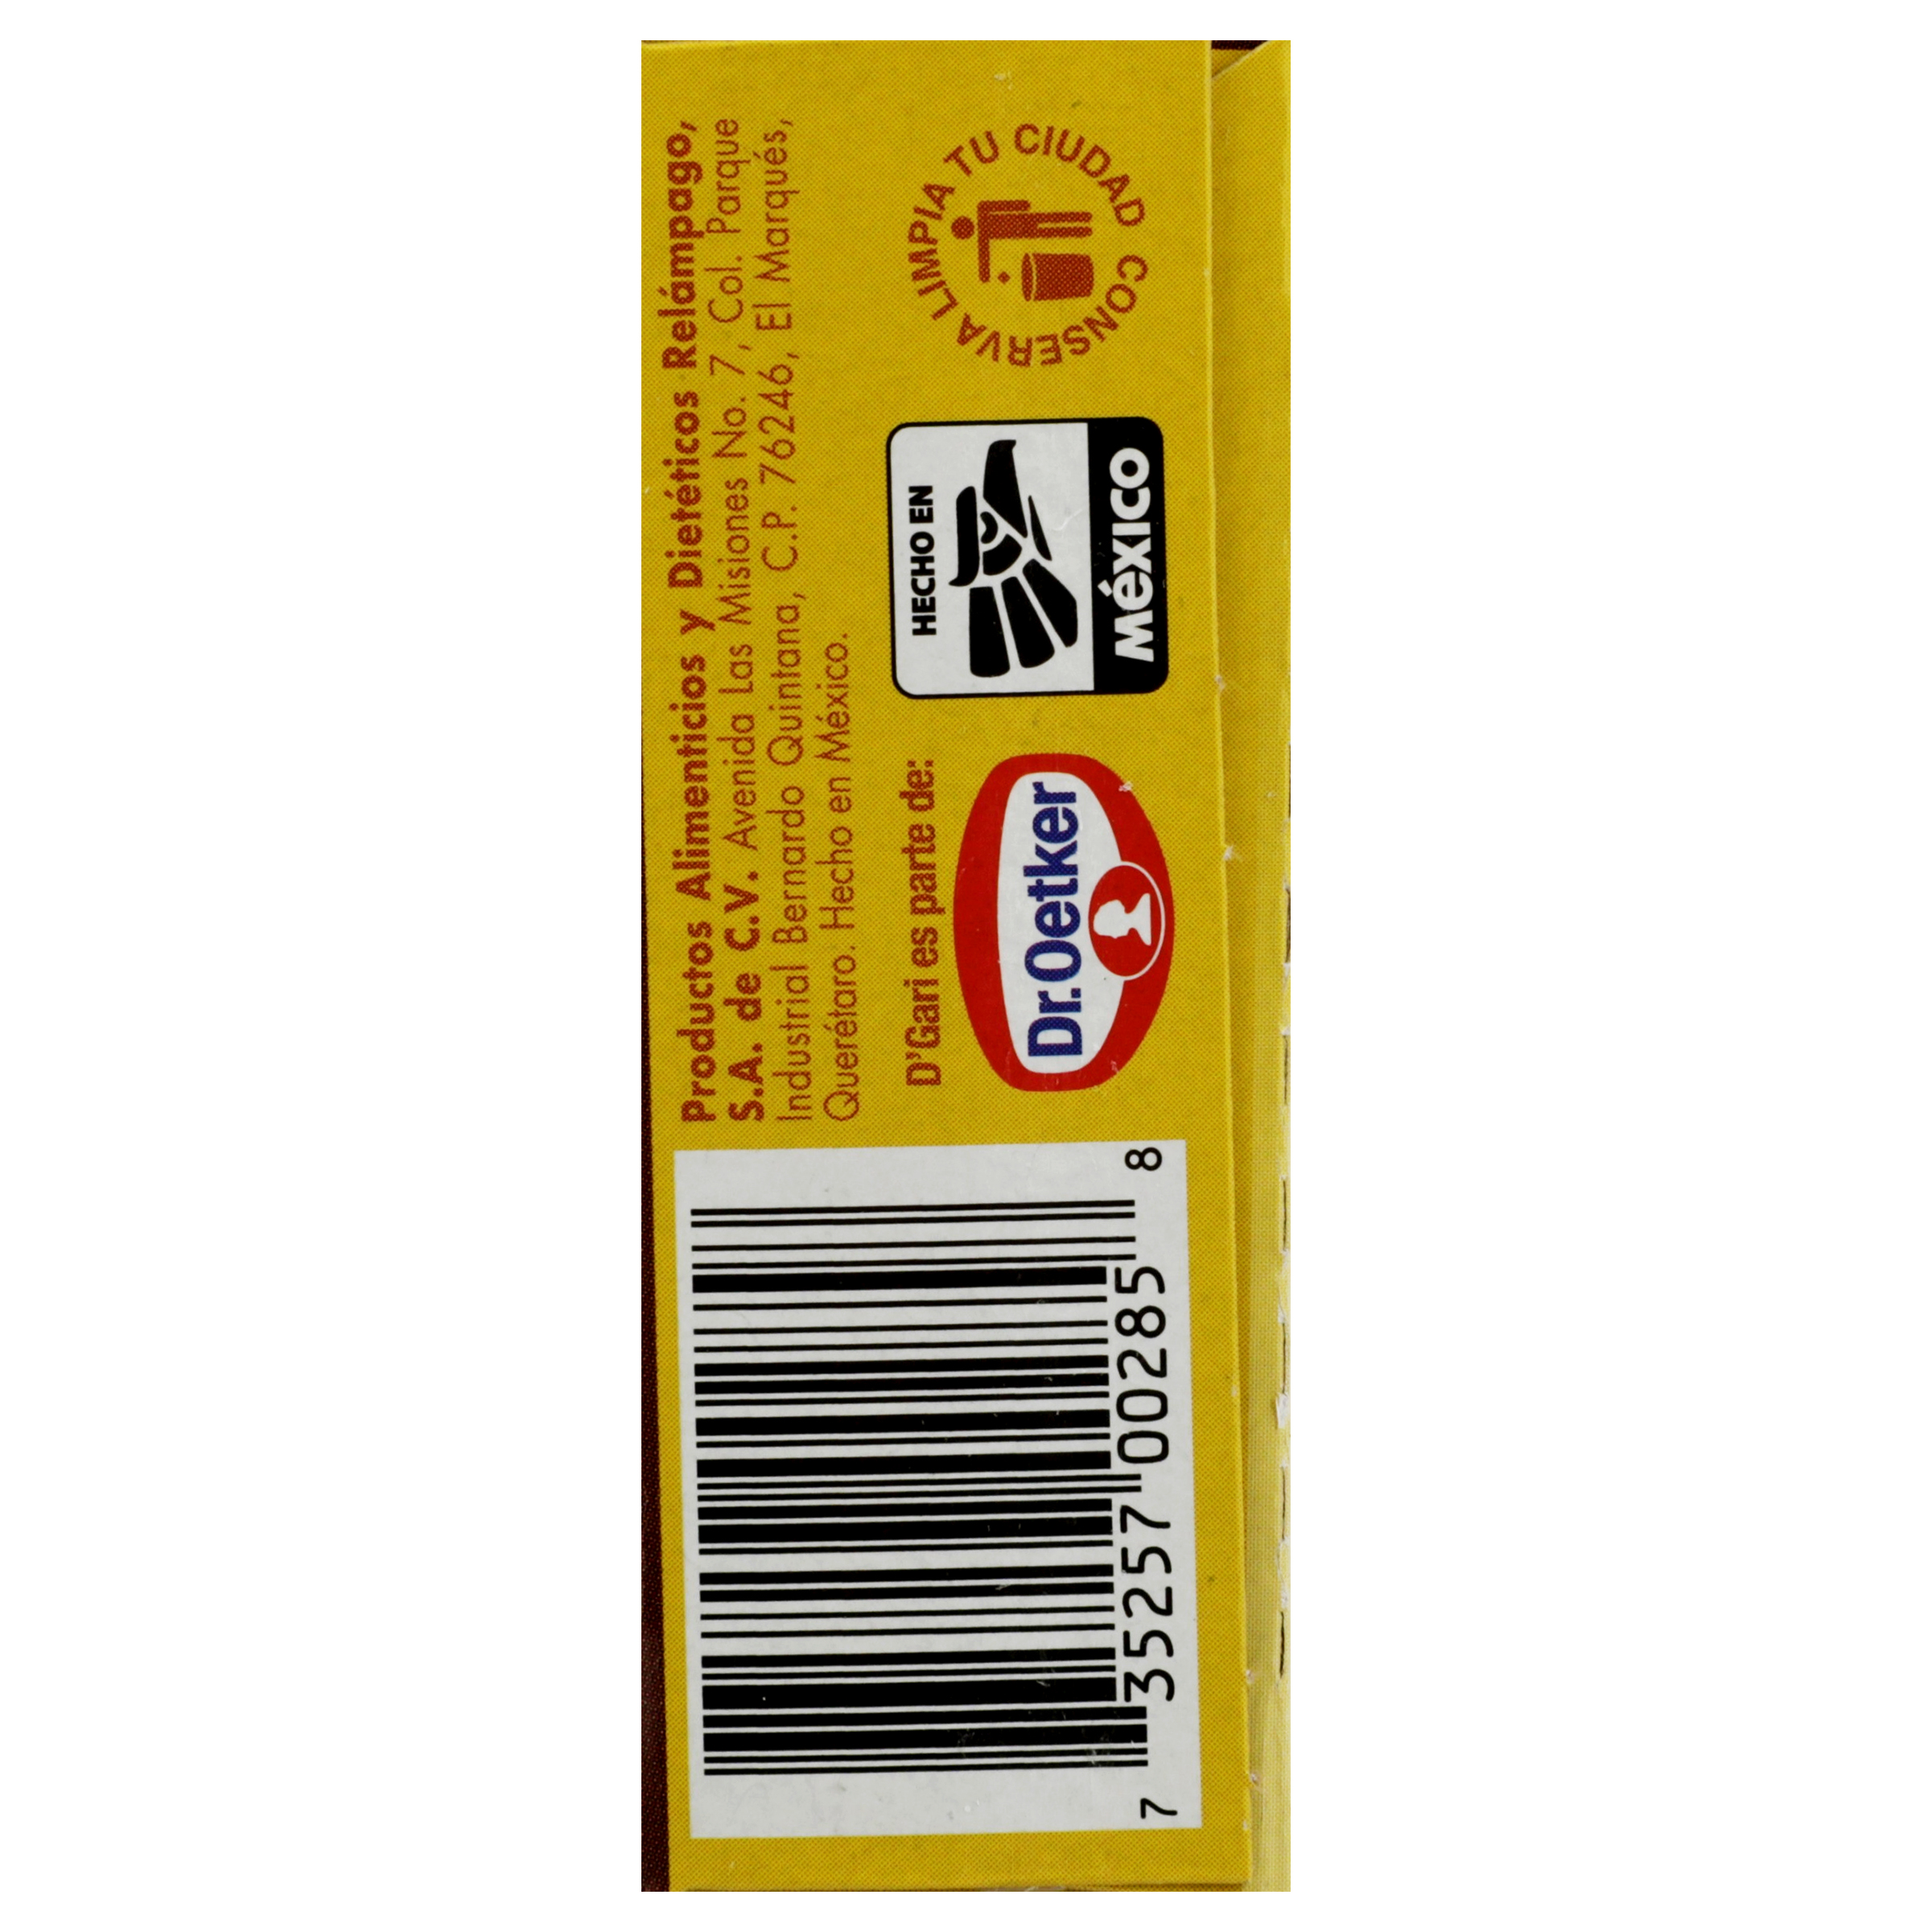 Productos Alimenticios y Dietéticos Relámpago,
S.A. de C.V. Avenida Las Misiones No. 7, Col. Parque
Industrial Bernardo Quintana, C.P. 76246, El Marqués,
Querétaro. Hecho en México.
D'Gari es parte de:
Dr.Oetker
HECHO EN
México
CONSERVA LIMPIA TU CIUDAD
7 35257 00285 8